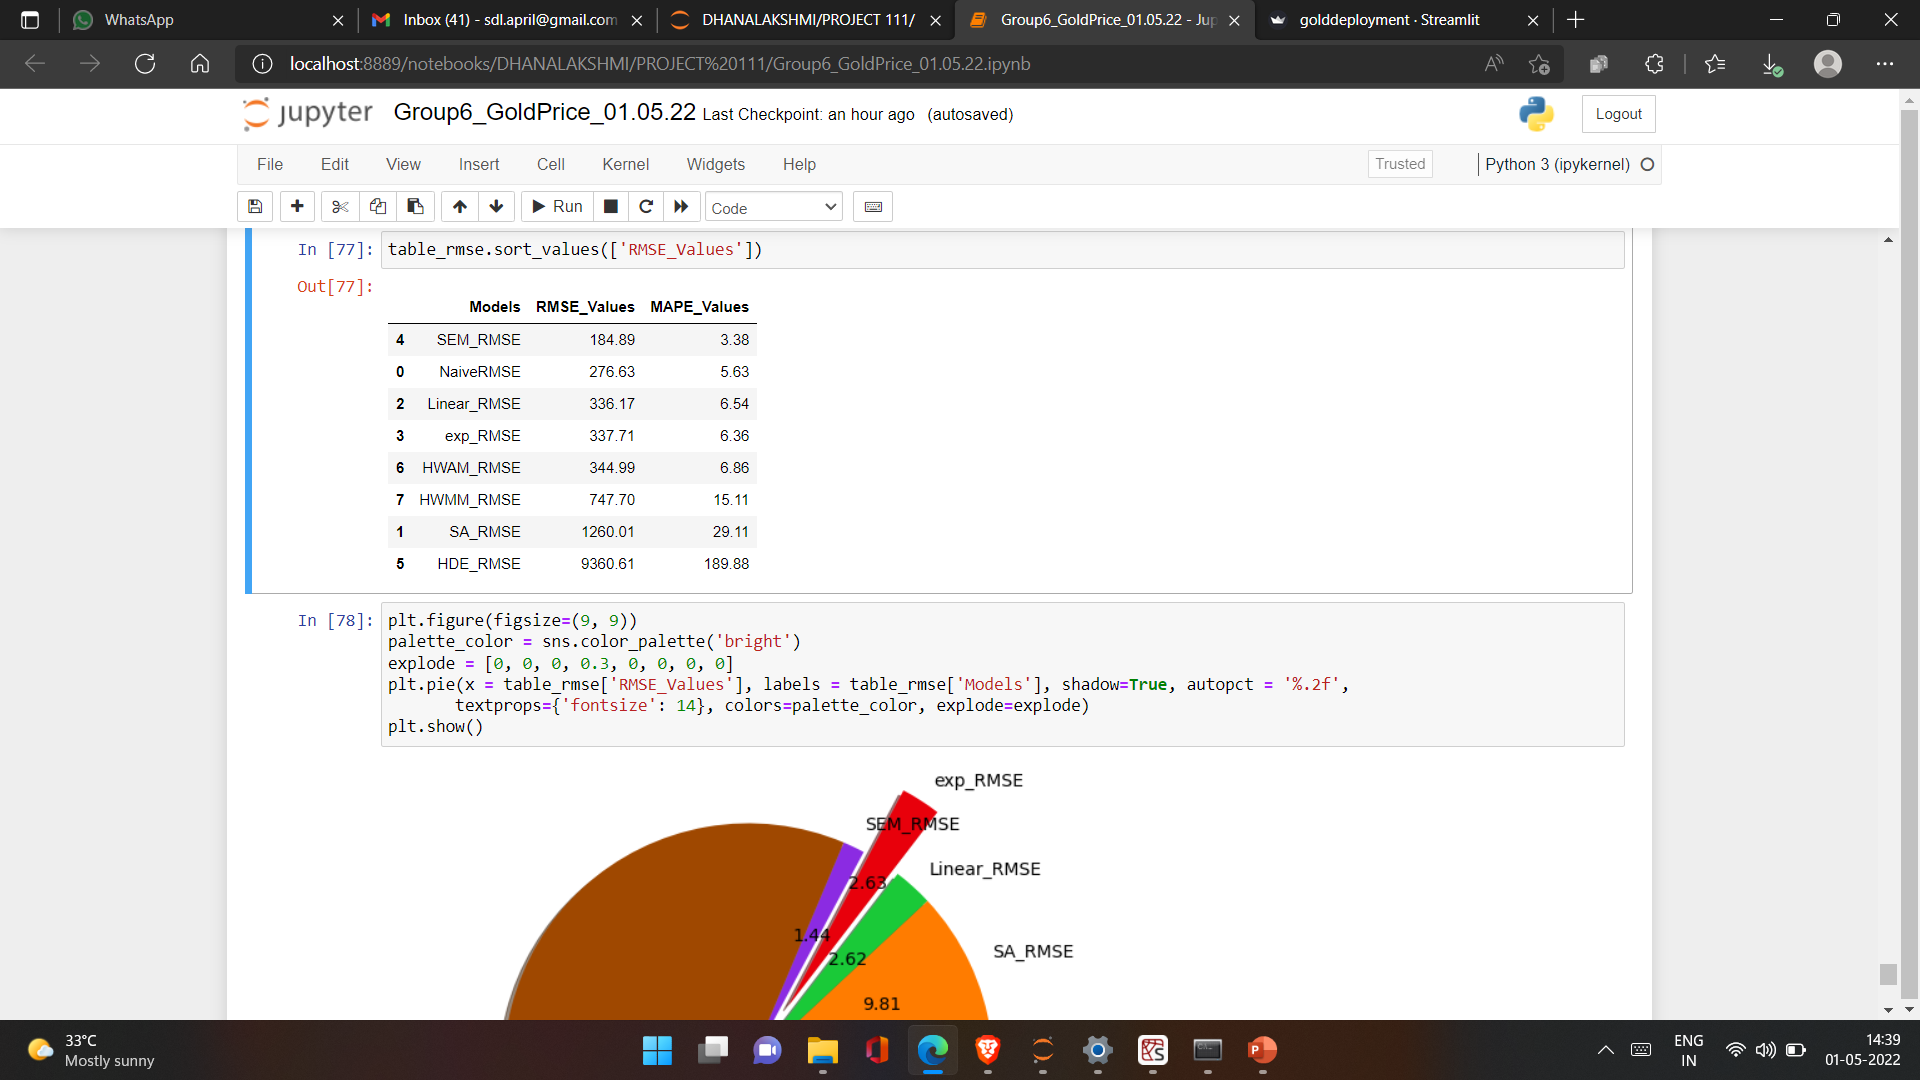 WhatsApp
Inbox (41) - sdl.april@gmail.com
DHANALAKSHMI/PROJECT 111/
Group6_GoldPrice_01.05.22 - Jup
golddeployment · Streamlit
localhost:8889/notebooks/DHANALAKSHMI/PROJECT%20111/Group6_GoldPrice_01.05.22.ipynb
jupyter Group6_GoldPrice_01.05.22 Last Checkpoint: an hour ago (autosaved)
Logout
File Edit View Insert Cell Kernel Widgets Help
Trusted
Python 3 (ipykernel)
Run
Code
In [77]: table_rmse.sort_values(['RMSE_Values'])
Out[77]:
Models RMSE_Values MAPE_Values
4 SEM_RMSE 184.89 3.38
0 NaiveRMSE 276.63 5.63
2 Linear_RMSE 336.17 6.54
3 exp_RMSE 337.71 6.36
6 HWAM_RMSE 344.99 6.86
7 HWMM_RMSE 747.70 15.11
1 SA_RMSE 1260.01 29.11
5 HDE_RMSE 9360.61 189.88
In [78]: plt.figure(figsize=(9, 9))
palette_color = sns.color_palette('bright')
explode = [0, 0, 0, 0.3, 0, 0, 0, 0]
plt.pie(x = table_rmse['RMSE_Values'], labels = table_rmse['Models'], shadow=True, autopct = '%.2f',
textprops={'fontsize': 14}, colors=palette_color, explode=explode)
plt.show()
exp_RMSE
SEM_RMSE
Linear_RMSE
2.63
1.44
SA_RMSE
2.62
9.81
33°C
Mostly sunny
ENG
IN
14:39
01-05-2022